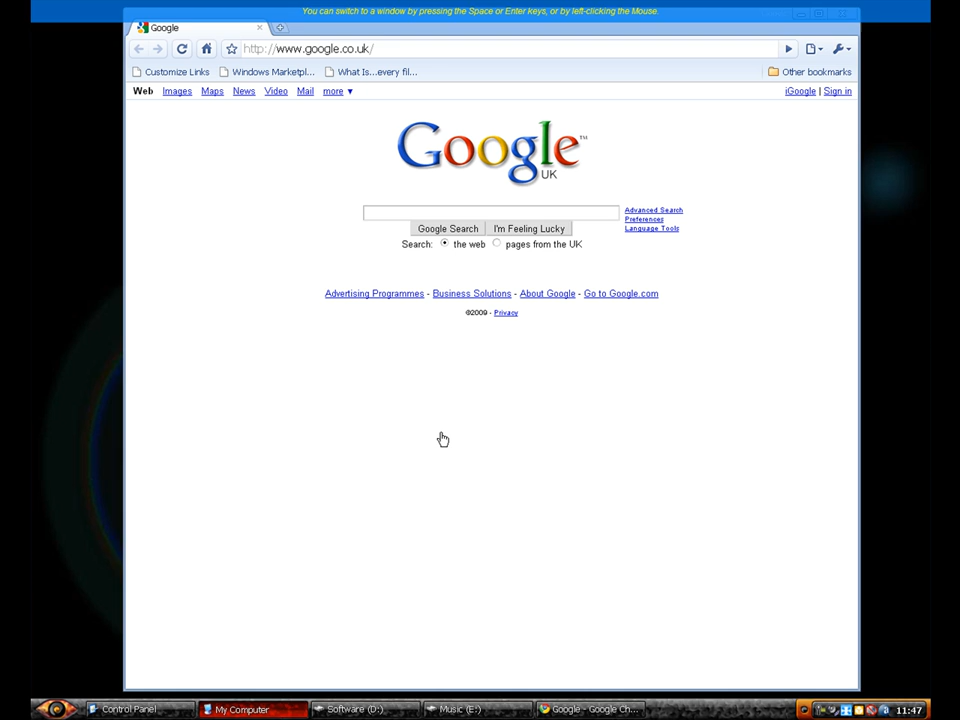 You can switch to a window by pressing the Space or Enter keys, or by left-clicking the Mouse.
Google
http://www.google.co.uk/
Customize Links Windows Marketpl... What Is...every fil... Other bookmarks
Web Images Maps News Video Mail more ▼ iGoogle | Sign in
Google™
UK
Advanced Search
Preferences
Language Tools
Google Search I'm Feeling Lucky
Search: the web pages from the UK
Advertising Programmes - Business Solutions - About Google - Go to Google.com
©2009 - Privacy
Control Panel My Computer Software (D:) Music (E:) Google - Google Ch... 11:47